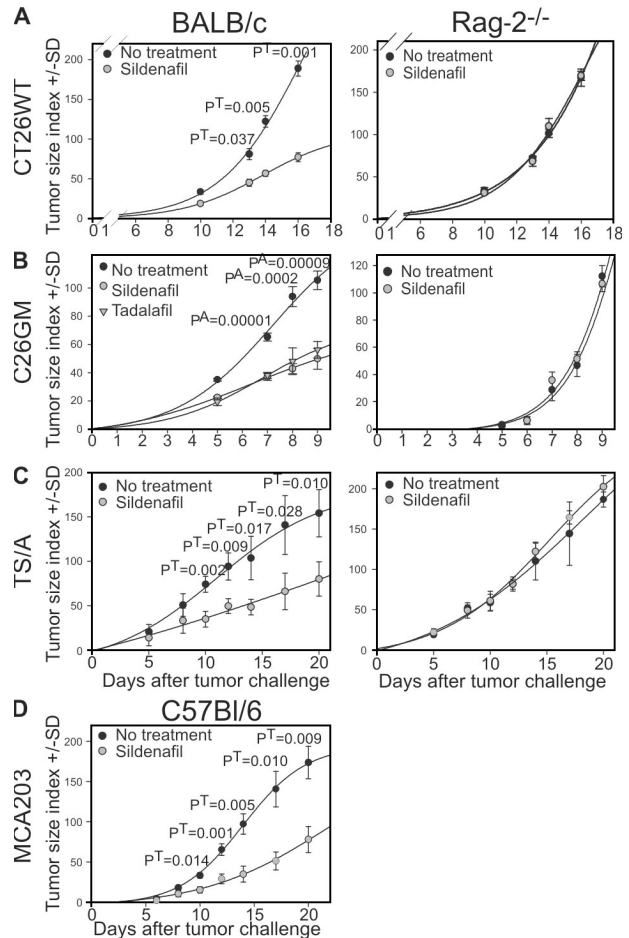 BALB/c
Rag-2-/-
A
CT26WT
Tumor size index +/-SD
No treatment
Sildenafil
PT=0.001
PT=0.005
PT=0.037
200
150
100
50
0
0 1 6 8 10 12 14 16 18
No treatment
Sildenafil
200
150
100
50
0
0 1 6 8 10 12 14 16 18
B
C26GM
Tumor size index +/-SD
No treatment
Sildenafil
Tadalafil
PA=0.00009
PA=0.0002
PA=0.00001
120
100
80
60
40
20
0
0 1 2 3 4 5 6 7 8 9
No treatment
Sildenafil
120
100
80
60
40
20
0
0 1 2 3 4 5 6 7 8 9
C
TS/A
Tumor size index +/-SD
No treatment
Sildenafil
PT=0.010
PT=0.028
PT=0.017
PT=0.009
PT=0.002
200
150
100
50
0
0 5 10 15 20
Days after tumor challenge
No treatment
Sildenafil
200
150
100
50
0
0 5 10 15 20
Days after tumor challenge
D
C57Bl/6
MCA203
Tumor size index +/-SD
No treatment
Sildenafil
PT=0.009
PT=0.010
PT=0.005
PT=0.001
PT=0.014
200
150
100
50
0
0 5 10 15 20
Days after tumor challenge